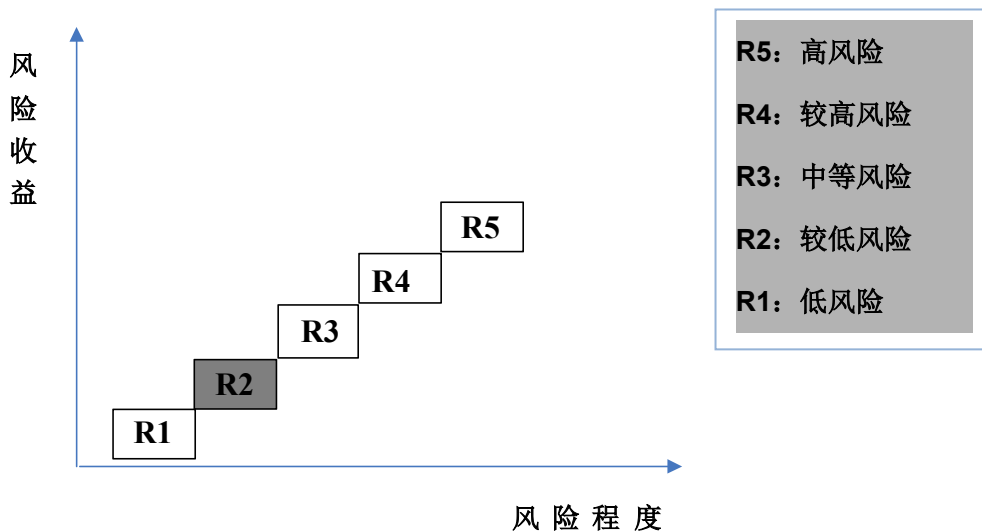 风
险
收
益
R5：高风险
R4：较高风险
R3：中等风险
R2：较低风险
R1：低风险
R5
R4
R3
R2
R1
风 险 程 度